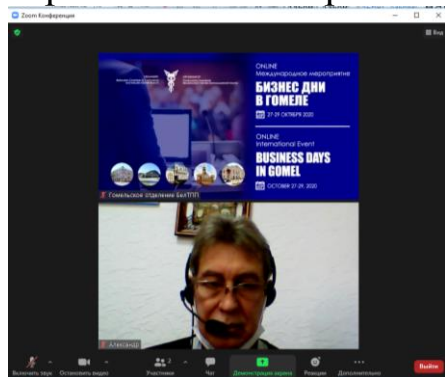 Zoom Конференция
Вид
ONLINE
Международное мероприятие
БИЗНЕС ДНИ
В ГОМЕЛЕ
27-29 ОКТЯБРЯ 2020
ONLINE
International Event
BUSINESS DAYS
IN GOMEL
OCTOBER 27-29, 2020
Гомельское отделение БелТПП
Александр
Включить звук
Остановить видео
Участники
2
Чат
Демонстрация экрана
Реакции
Дополнительно
Выйти